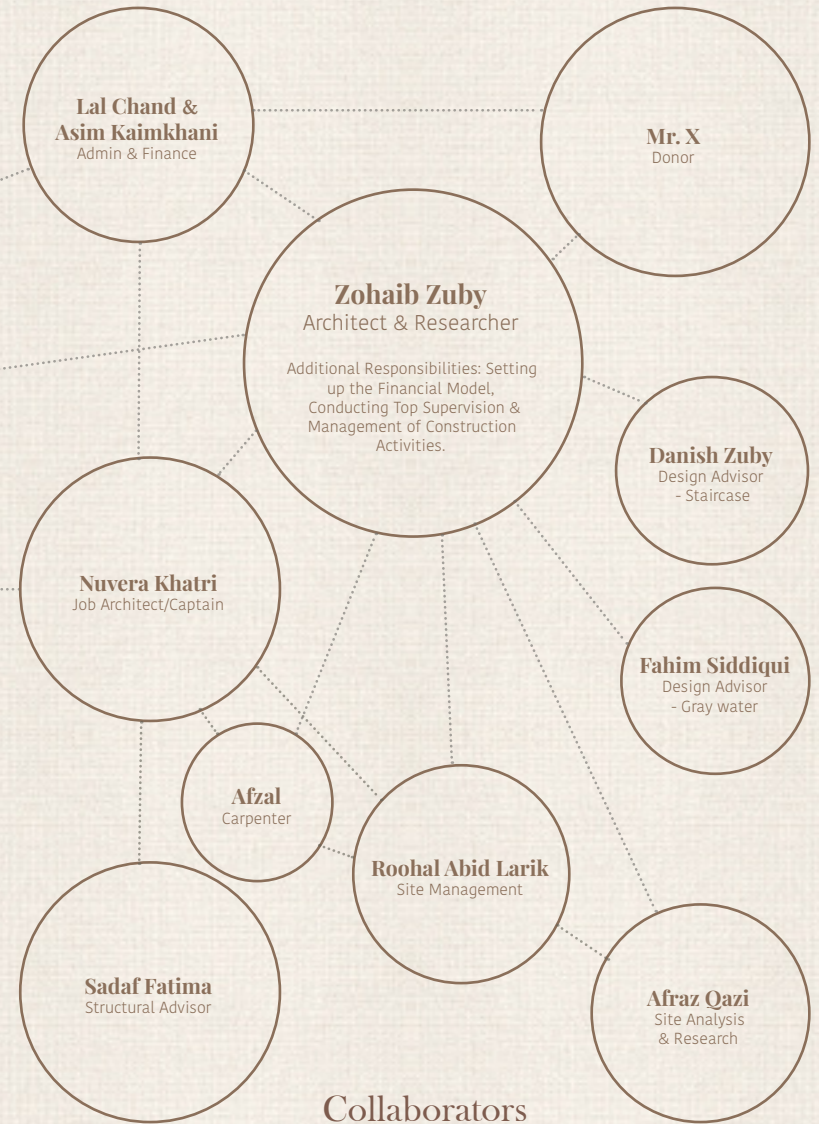 Lal Chand &
Asim Kaimkhani
Admin & Finance
Mr. X
Donor
Zohaib Zuby
Architect & Researcher
Additional Responsibilities: Setting
up the Financial Model,
Conducting Top Supervision &
Management of Construction
Activities.
Danish Zuby
Design Advisor
- Staircase
Nuvera Khatri
Job Architect/Captain
Fahim Siddiqui
Design Advisor
- Gray water
Afzal
Carpenter
Roohal Abid Larik
Site Management
Sadaf Fatima
Structural Advisor
Afraz Qazi
Site Analysis
& Research
Collaborators